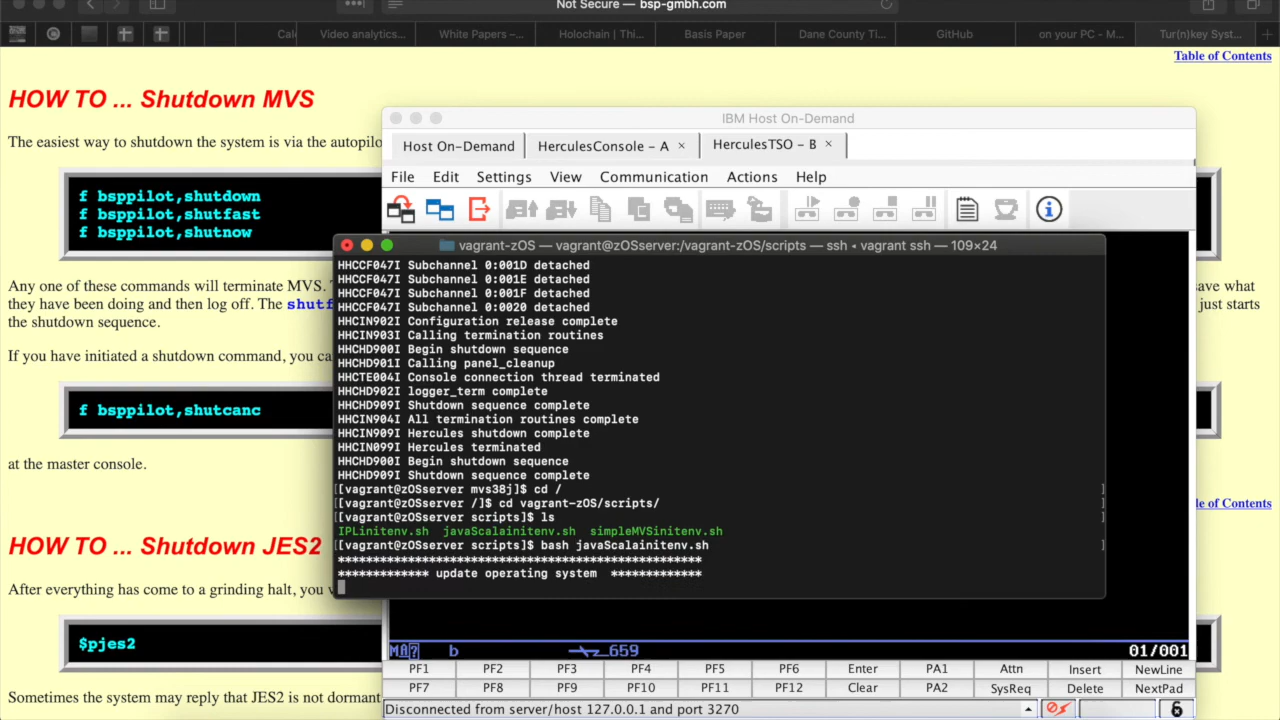 Not Secure — bsp-gmbh.com
Cal
Video analytics...
White Papers –...
Holochain | Thi...
Basis Paper
Dane County Ti...
GitHub
on your PC - M...
Tur(n)key Syst...
Table of Contents
HOW TO ... Shutdown MVS
The easiest way to shutdown the system is via the autopilo
f bsppilot,shutdown
f bsppilot,shutfast
f bsppilot,shutnow
Any one of these commands will terminate MVS.
save what
they have been doing and then log off. The shutf
just starts
the shutdown sequence.
If you have initiated a shutdown command, you ca
f bsppilot,shutcanc
at the master console.
le of Contents
HOW TO ... Shutdown JES2
After everything has come to a grinding halt, you
$pjes2
Sometimes the system may reply that JES2 is not dormant
IBM Host On-Demand
Host On-Demand
HerculesConsole - A ×
HerculesTSO - B ×
File Edit Settings View Communication Actions Help
vagrant-zOS — vagrant@zOSserver:/vagrant-zOS/scripts — ssh ◂ vagrant ssh — 109×24
HHCCF047I Subchannel 0:001D detached
HHCCF047I Subchannel 0:001E detached
HHCCF047I Subchannel 0:001F detached
HHCCF047I Subchannel 0:0020 detached
HHCIN902I Configuration release complete
HHCIN903I Calling termination routines
HHCHD900I Begin shutdown sequence
HHCHD901I Calling panel_cleanup
HHCTE004I Console connection thread terminated
HHCHD902I logger_term complete
HHCHD909I Shutdown sequence complete
HHCIN904I All termination routines complete
HHCIN909I Hercules shutdown complete
HHCIN099I Hercules terminated
HHCHD900I Begin shutdown sequence
HHCHD909I Shutdown sequence complete
[[vagrant@zOSserver mvs38j]$ cd / ]
[[vagrant@zOSserver /]$ cd vagrant-zOS/scripts/ ]
[[vagrant@zOSserver scripts]$ ls ]
IPLinitenv.sh javaScalainitenv.sh simpleMVSinitenv.sh
[[vagrant@zOSserver scripts]$ bash javaScalainitenv.sh ]
****************************************************
************* update operating system *************
b
659
01/001
PF1 PF2 PF3 PF4 PF5 PF6 Enter PA1 Attn Insert NewLine
PF7 PF8 PF9 PF10 PF11 PF12 Clear PA2 SysReq Delete NextPad
Disconnected from server/host 127.0.0.1 and port 3270